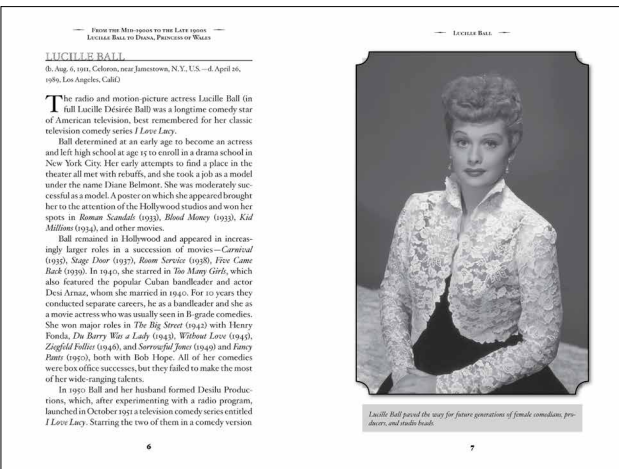 From the Mid-1900s to the Late 1900s
Lucille Ball to Diana, Princess of Wales
LUCILLE BALL
(b. Aug. 6, 1911, Celoron, near Jamestown, N.Y., U.S.—d. April 26,
1989, Los Angeles, Calif.)
The radio and motion-picture actress Lucille Ball (in
full Lucille Désirée Ball) was a longtime comedy star
of American television, best remembered for her classic
television comedy series I Love Lucy.
Ball determined at an early age to become an actress
and left high school at age 15 to enroll in a drama school in
New York City. Her early attempts to find a place in the
theater all met with rebuffs, and she took a job as a model
under the name Diane Belmont. She was moderately suc-
cessful as a model. A poster on which she appeared brought
her to the attention of the Hollywood studios and won her
spots in Roman Scandals (1933), Blood Money (1933), Kid
Millions (1934), and other movies.
Ball remained in Hollywood and appeared in increas-
ingly larger roles in a succession of movies—Carnival
(1935), Stage Door (1937), Room Service (1938), Five Came
Back (1939). In 1940, she starred in Too Many Girls, which
also featured the popular Cuban bandleader and actor
Desi Arnaz, whom she married in 1940. For 10 years they
conducted separate careers, he as a bandleader and she as
a movie actress who was usually seen in B-grade comedies.
She won major roles in The Big Street (1942) with Henry
Fonda, Du Barry Was a Lady (1943), Without Love (1945),
Ziegfeld Follies (1946), and Sorrowful Jones (1949) and Fancy
Pants (1950), both with Bob Hope. All of her comedies
were box office successes, but they failed to make the most
of her wide-ranging talents.
In 1950 Ball and her husband formed Desilu Produc-
tions, which, after experimenting with a radio program,
launched in October 1951 a television comedy series entitled
I Love Lucy. Starring the two of them in a comedy version
6
Lucille Ball
Lucille Ball paved the way for future generations of female comedians, pro-
ducers, and studio heads.
7